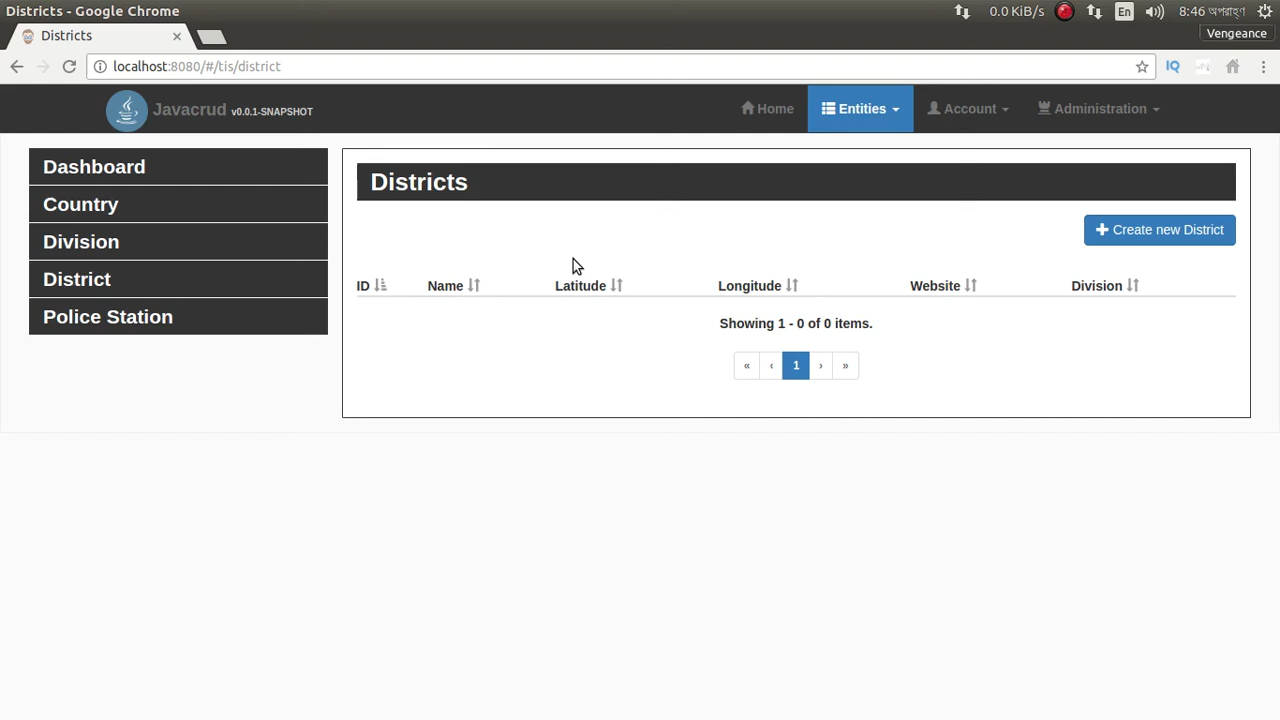 Districts - Google Chrome
0.0 KiB/s
En
8:46 অপরাহ্ণ
Districts
Vengeance
localhost:8080/#/tis/district
IQ
Javacrud v0.0.1-SNAPSHOT
Home
Entities
Account
Administration
Dashboard
Country
Division
District
Police Station
Districts
Create new District
ID Name Latitude Longitude Website Division
Showing 1 - 0 of 0 items.
« ‹ 1 › »